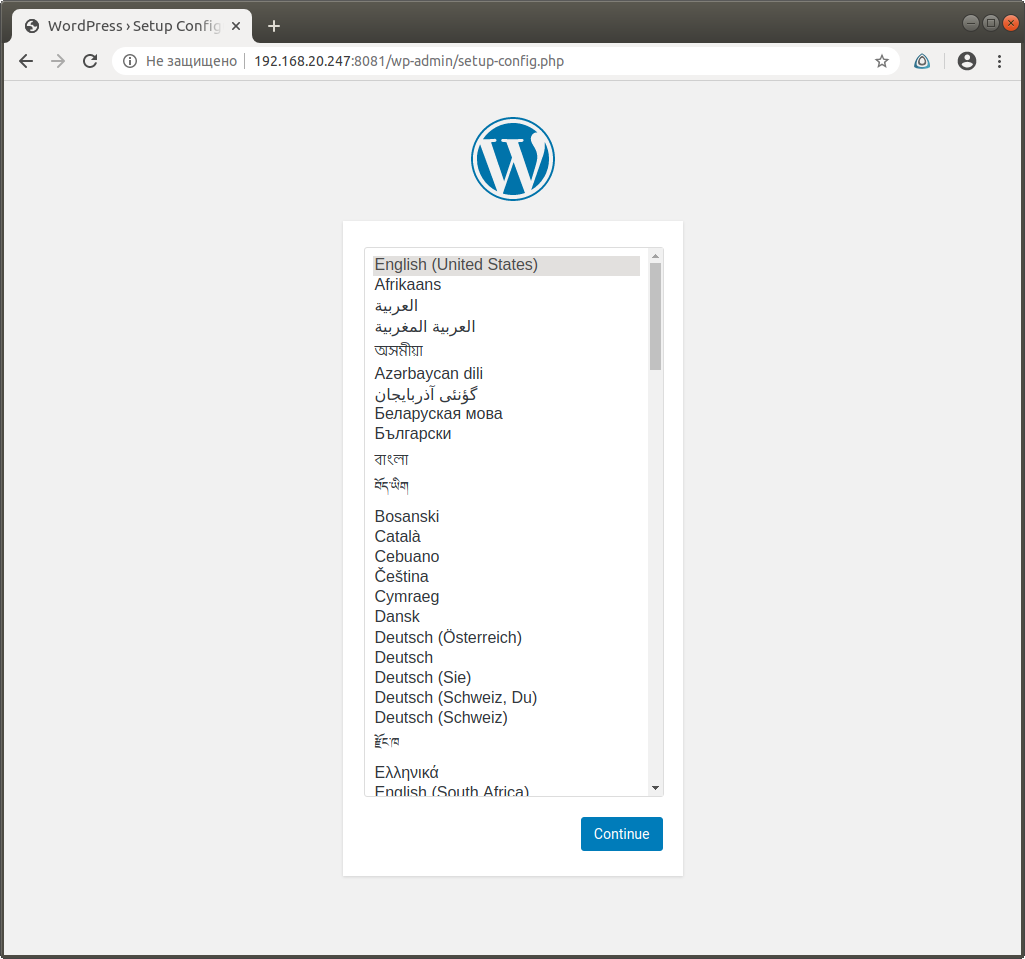 WordPress › Setup Config
Не защищено
192.168.20.247:8081/wp-admin/setup-config.php
English (United States)
Afrikaans
العربية
العربية المغربية
অসমীয়া
Azərbaycan dili
گؤنئی آذربایجان
Беларуская мова
Български
বাংলা
བོད་ཡིག
Bosanski
Català
Cebuano
Čeština
Cymraeg
Dansk
Deutsch (Österreich)
Deutsch
Deutsch (Sie)
Deutsch (Schweiz, Du)
Deutsch (Schweiz)
རྫོང་ཁ
Ελληνικά
English (South Africa)
Continue